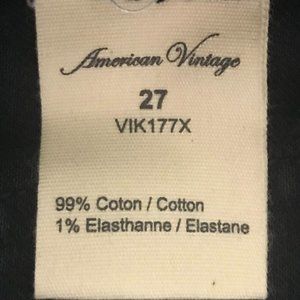 American Vintage
27
VIK177X
99% Coton / Cotton
1% Elasthanne / Elastane